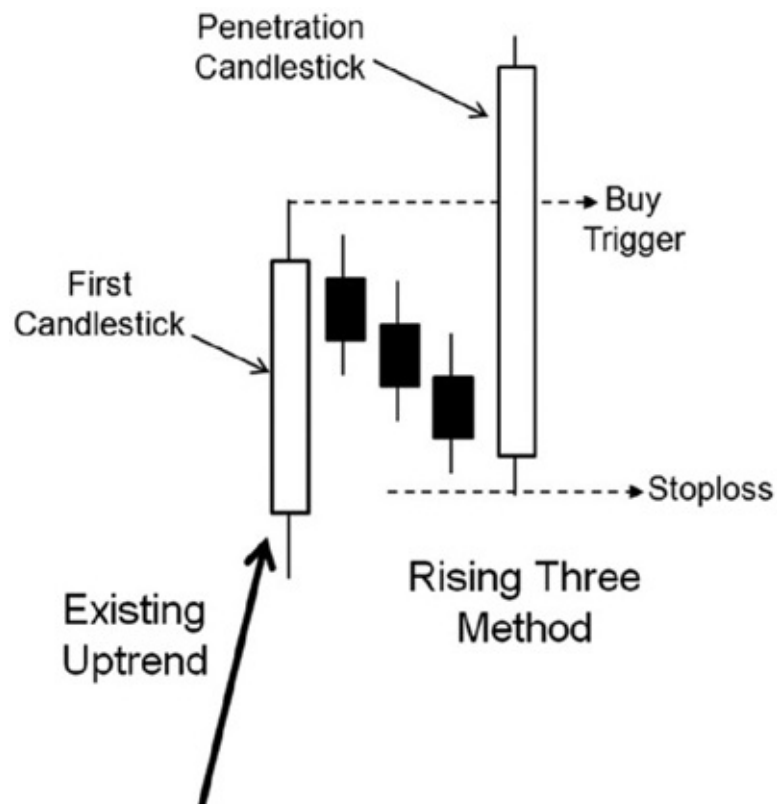 Penetration
Candlestick
Buy
Trigger
First
Candlestick
Stoploss
Rising Three
Method
Existing
Uptrend